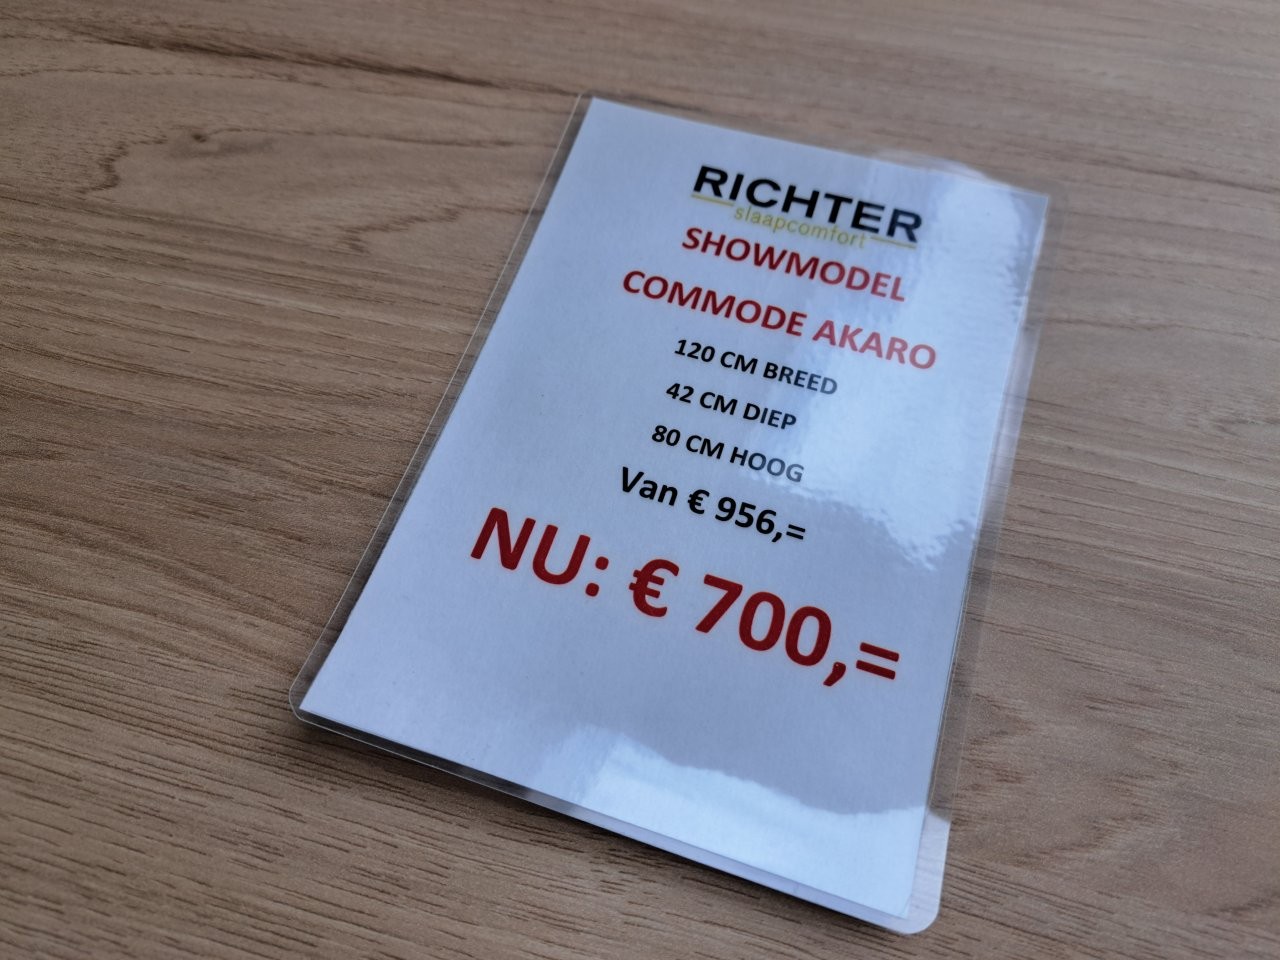 RICHTER
slaapcomfort
SHOWMODEL
COMMODE AKARO
120 CM BREED
42 CM DIEP
80 CM HOOG
Van € 956,=
NU: € 700,=